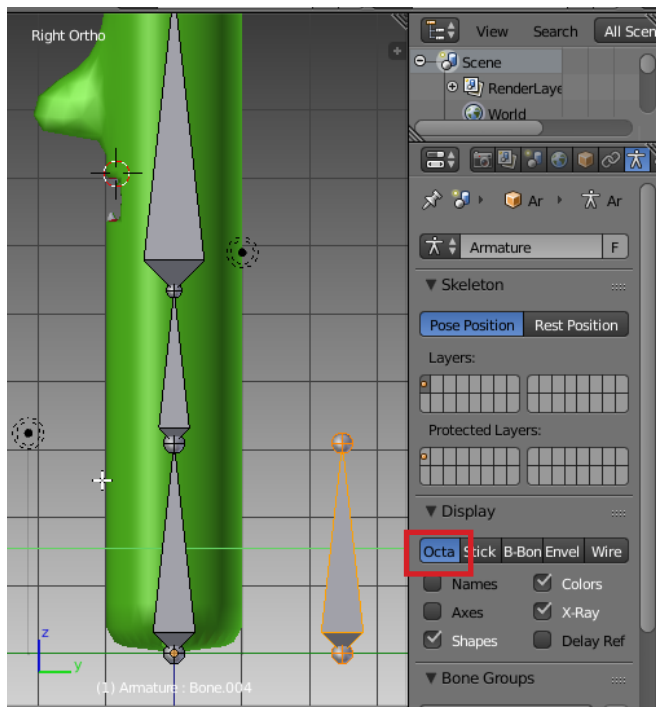 Right Ortho
View Search All Scen
Scene
RenderLaye
World
Ar Ar
Armature F
Skeleton
Pose Position Rest Position
Layers:
Protected Layers:
Display
Octa Stick B-Bon Envel Wire
Names Colors
Axes X-Ray
Shapes Delay Ref
Bone Groups
z
y
(1) Armature : Bone.004